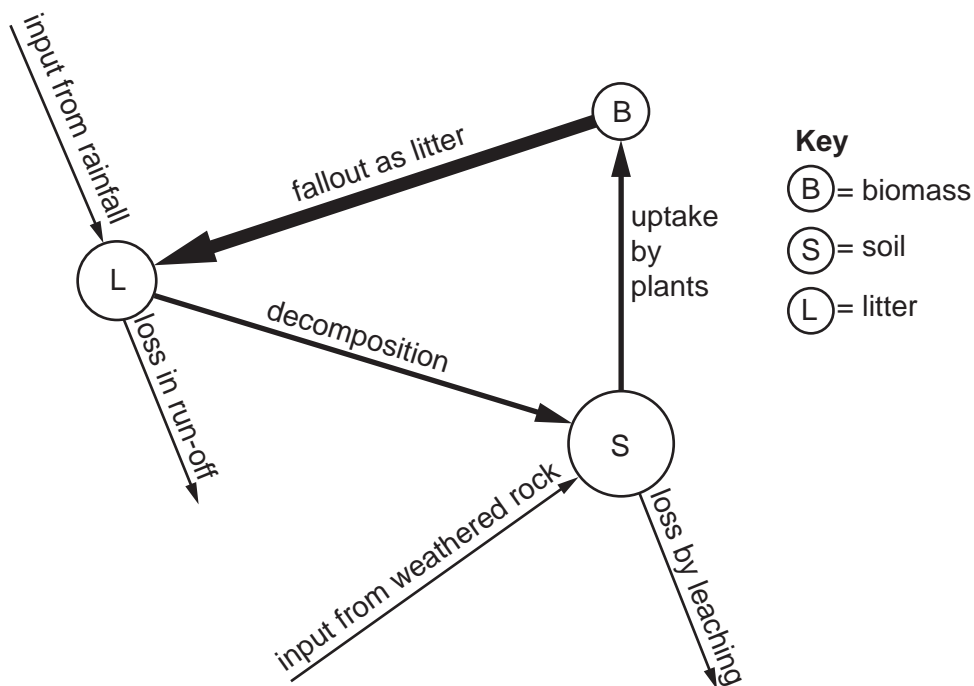 input from rainfall
B
fallout as litter
Key
B = biomass
uptake
by
plants
S = soil
L
L = litter
loss in run-off
decomposition
S
input from weathered rock
loss by leaching